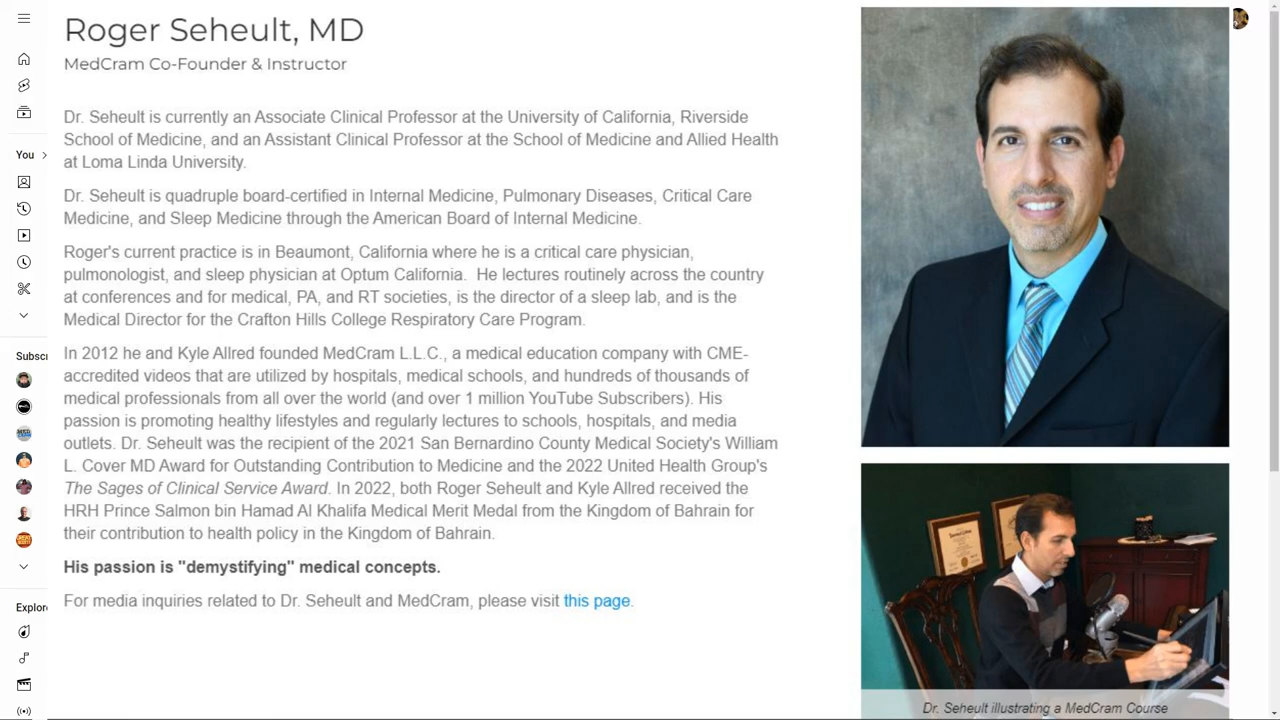 Roger Seheult, MD
MedCram Co-Founder & Instructor
Dr. Seheult is currently an Associate Clinical Professor at the University of California, Riverside
School of Medicine, and an Assistant Clinical Professor at the School of Medicine and Allied Health
at Loma Linda University.
Dr. Seheult is quadruple board-certified in Internal Medicine, Pulmonary Diseases, Critical Care
Medicine, and Sleep Medicine through the American Board of Internal Medicine.
Roger's current practice is in Beaumont, California where he is a critical care physician,
pulmonologist, and sleep physician at Optum California. He lectures routinely across the country
at conferences and for medical, PA, and RT societies, is the director of a sleep lab, and is the
Medical Director for the Crafton Hills College Respiratory Care Program.
In 2012 he and Kyle Allred founded MedCram L.L.C., a medical education company with CME-
accredited videos that are utilized by hospitals, medical schools, and hundreds of thousands of
medical professionals from all over the world (and over 1 million YouTube Subscribers). His
passion is promoting healthy lifestyles and regularly lectures to schools, hospitals, and media
outlets. Dr. Seheult was the recipient of the 2021 San Bernardino County Medical Society's William
L. Cover MD Award for Outstanding Contribution to Medicine and the 2022 United Health Group's
The Sages of Clinical Service Award. In 2022, both Roger Seheult and Kyle Allred received the
HRH Prince Salmon bin Hamad Al Khalifa Medical Merit Medal from the Kingdom of Bahrain for
their contribution to health policy in the Kingdom of Bahrain.
His passion is "demystifying" medical concepts.
For media inquiries related to Dr. Seheult and MedCram, please visit this page.
Dr. Seheult illustrating a MedCram Course
You
Subscr
Explore